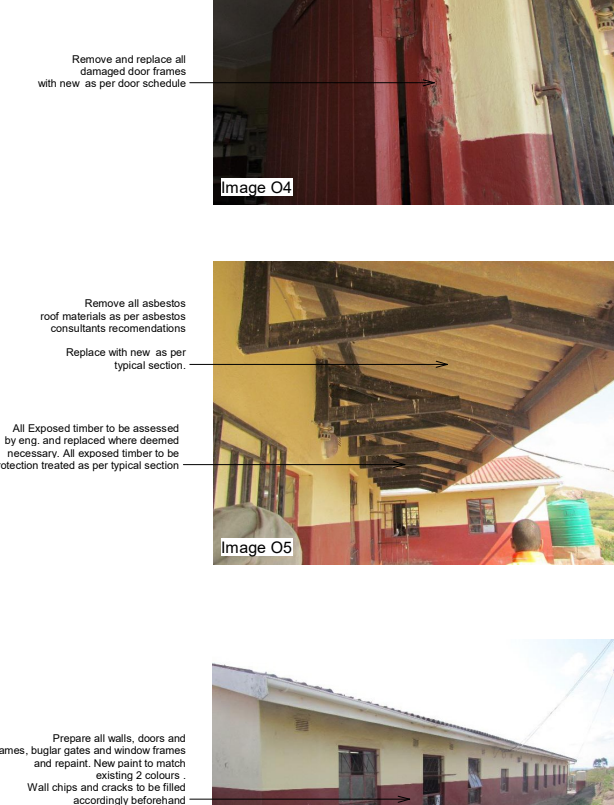 Remove and replace all
damaged door frames
with new as per door schedule
Image O4
Remove all asbestos
roof materials as per asbestos
consultants recomendations
Replace with new as per
typical section.
All Exposed timber to be assessed
by eng. and replaced where deemed
necessary. All exposed timber to be
otection treated as per typical section
Image O5
Prepare all walls, doors and
ames, buglar gates and window frames
and repaint. New paint to match
existing 2 colours .
Wall chips and cracks to be filled
accordingly beforehand